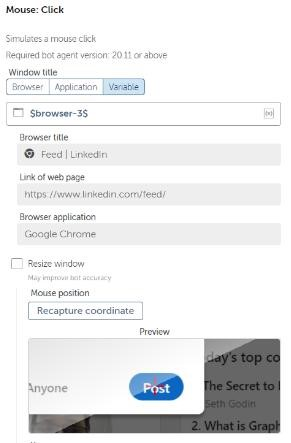 Mouse: Click
Simulates a mouse click
Required bot agent version: 20.11 or above
Window title
Browser Application Variable
$browser-3$
(x)
Browser title
Feed | LinkedIn
Link of web page
https://www.linkedin.com/feed/
Browser application
Google Chrome
Resize window
May improve bot accuracy
Mouse position
Recapture coordinate
Preview
day's top co
Anyone
Post
The Secret to
Seth Godin
2. What is Graph